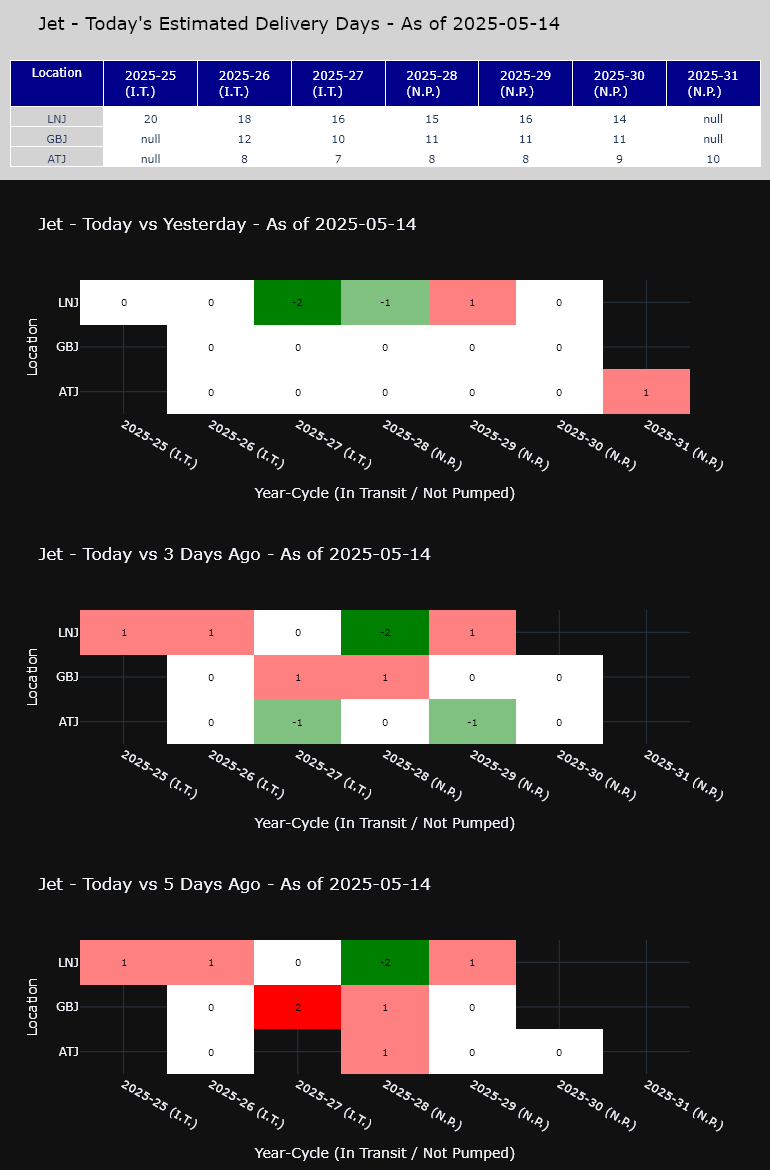 Jet - Today's Estimated Delivery Days - As of 2025-05-14
Location 2025-25 (I.T.) 2025-26 (I.T.) 2025-27 (I.T.) 2025-28 (N.P.) 2025-29 (N.P.) 2025-30 (N.P.) 2025-31 (N.P.)
LNJ 20 18 16 15 16 14 null
GBJ null 12 10 11 11 11 null
ATJ null 8 7 8 8 9 10
Jet - Today vs Yesterday - As of 2025-05-14
Location
LNJ 0 0 -2 -1 1 0
GBJ 0 0 0 0 0
ATJ 0 0 0 0 0 1
2025-25 (I.T.) 2025-26 (I.T.) 2025-27 (I.T.) 2025-28 (N.P.) 2025-29 (N.P.) 2025-30 (N.P.) 2025-31 (N.P.)
Year-Cycle (In Transit / Not Pumped)
Jet - Today vs 3 Days Ago - As of 2025-05-14
Location
LNJ 1 1 0 -2 1
GBJ 0 1 1 0 0
ATJ 0 -1 0 -1 0
2025-25 (I.T.) 2025-26 (I.T.) 2025-27 (I.T.) 2025-28 (N.P.) 2025-29 (N.P.) 2025-30 (N.P.) 2025-31 (N.P.)
Year-Cycle (In Transit / Not Pumped)
Jet - Today vs 5 Days Ago - As of 2025-05-14
Location
LNJ 1 1 0 -2 1
GBJ 0 2 1 0
ATJ 0 1 0 0
2025-25 (I.T.) 2025-26 (I.T.) 2025-27 (I.T.) 2025-28 (N.P.) 2025-29 (N.P.) 2025-30 (N.P.) 2025-31 (N.P.)
Year-Cycle (In Transit / Not Pumped)